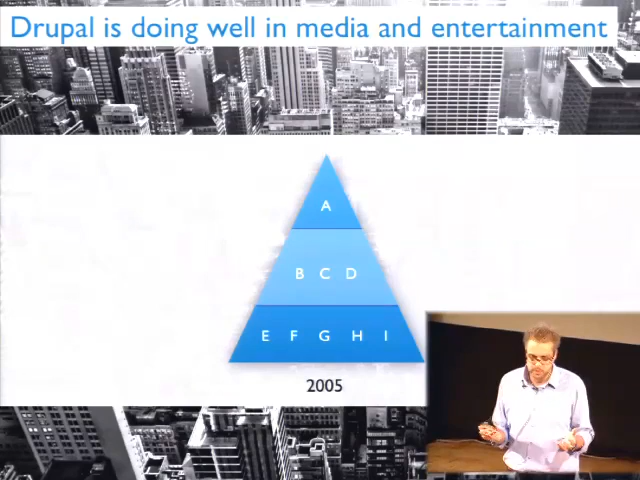 Drupal is doing well in media and entertainment
A
B C D
E F G H I
2005